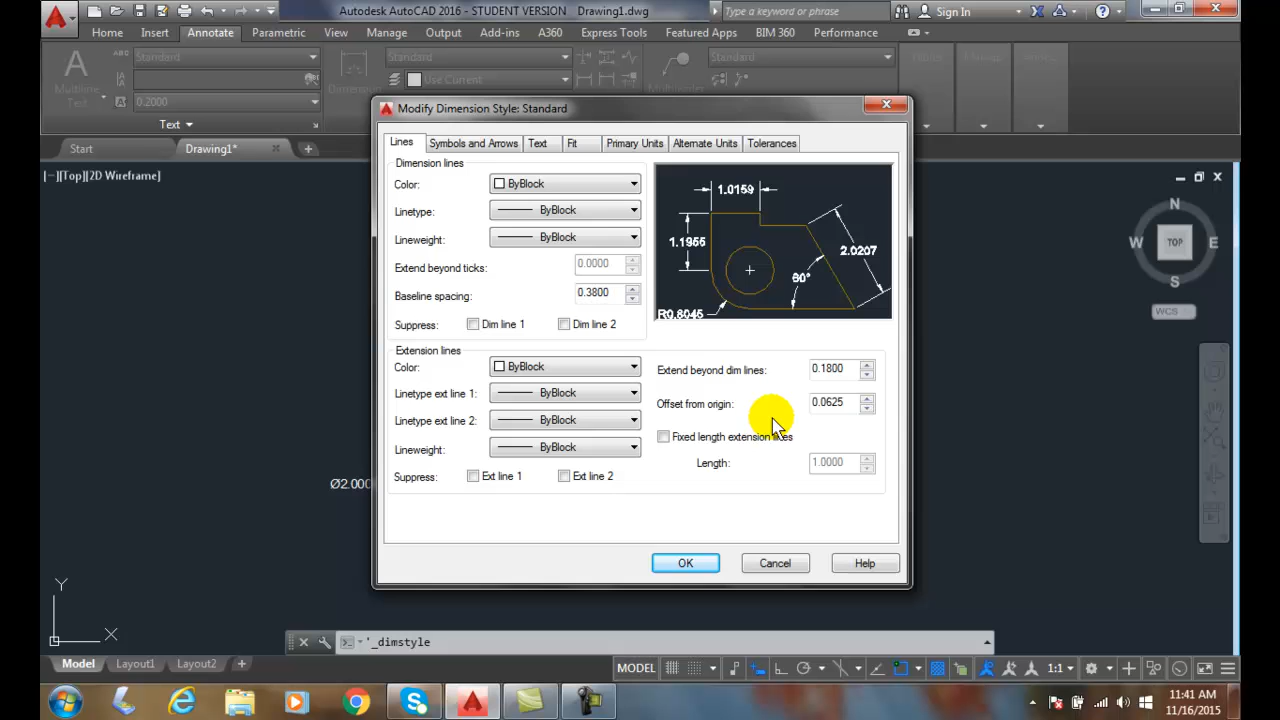 Autodesk AutoCAD 2016 - STUDENT VERSION Drawing1.dwg
Type a keyword or phrase
Sign In
Home Insert Annotate Parametric View Manage Output Add-ins A360 Express Tools Featured Apps BIM 360 Performance
A ABC Standard Standard Standard
Multiline Text Dimension Use Current
0.2000
Text
Start Drawing1*
[−][Top][2D Wireframe]
Modify Dimension Style: Standard
Lines Symbols and Arrows Text Fit Primary Units Alternate Units Tolerances
Dimension lines
Color: ByBlock
Linetype: ByBlock
Lineweight: ByBlock
Extend beyond ticks: 0.0000
Baseline spacing: 0.3800
Suppress: Dim line 1 Dim line 2
1.0159
1.1955
2.0207
60°
R0.8045
Extension lines
Color: ByBlock
Linetype ext line 1: ByBlock
Linetype ext line 2: ByBlock
Lineweight: ByBlock
Suppress: Ext line 1 Ext line 2
Extend beyond dim lines: 0.1800
Offset from origin: 0.0625
Fixed length extension lines
Length: 1.0000
OK Cancel Help
N
W TOP E
S
WCS
Ø2.000
Y
X
'_dimstyle
Model Layout1 Layout2 +
MODEL 1:1
11:41 AM
11/16/2015